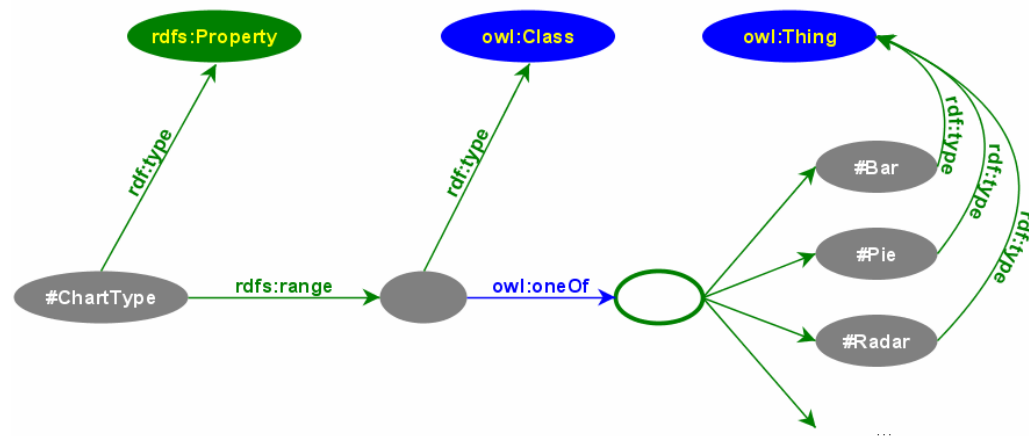 rdfs:Property
owl:Class
owl:Thing
rdf:type
rdf:type
rdf:type
rdf:type
rdf:type
#Bar
#Pie
#Radar
#ChartType
rdfs:range
owl:oneOf
...